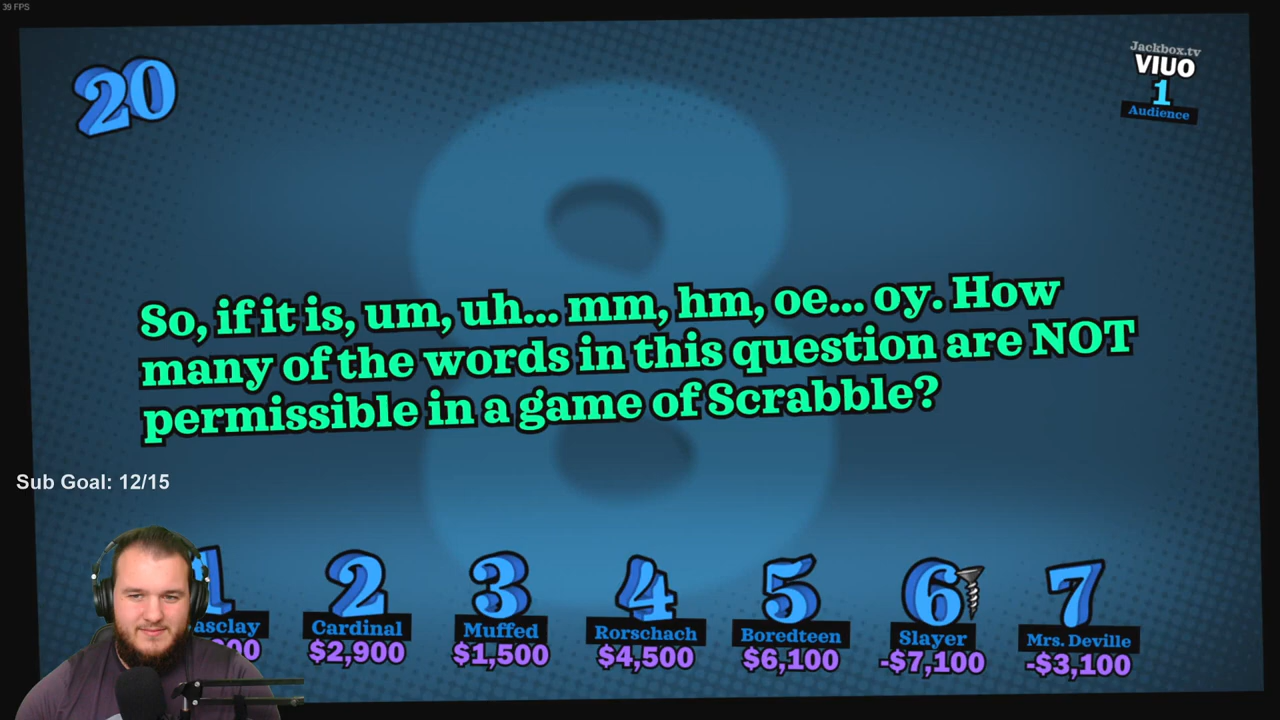 39 FPS
20
Jackbox.tv
VIUO
1
Audience
8
So, if it is, um, uh... mm, hm, oe... oy. How
many of the words in this question are NOT
permissible in a game of Scrabble?
Sub Goal: 12/15
1 2 3 4 5 6 7
Cardinal Muffed Rorschach Boredteen Slayer Mrs. Deville
$2,900 $1,500 $4,500 $6,100 -$7,100 -$3,100